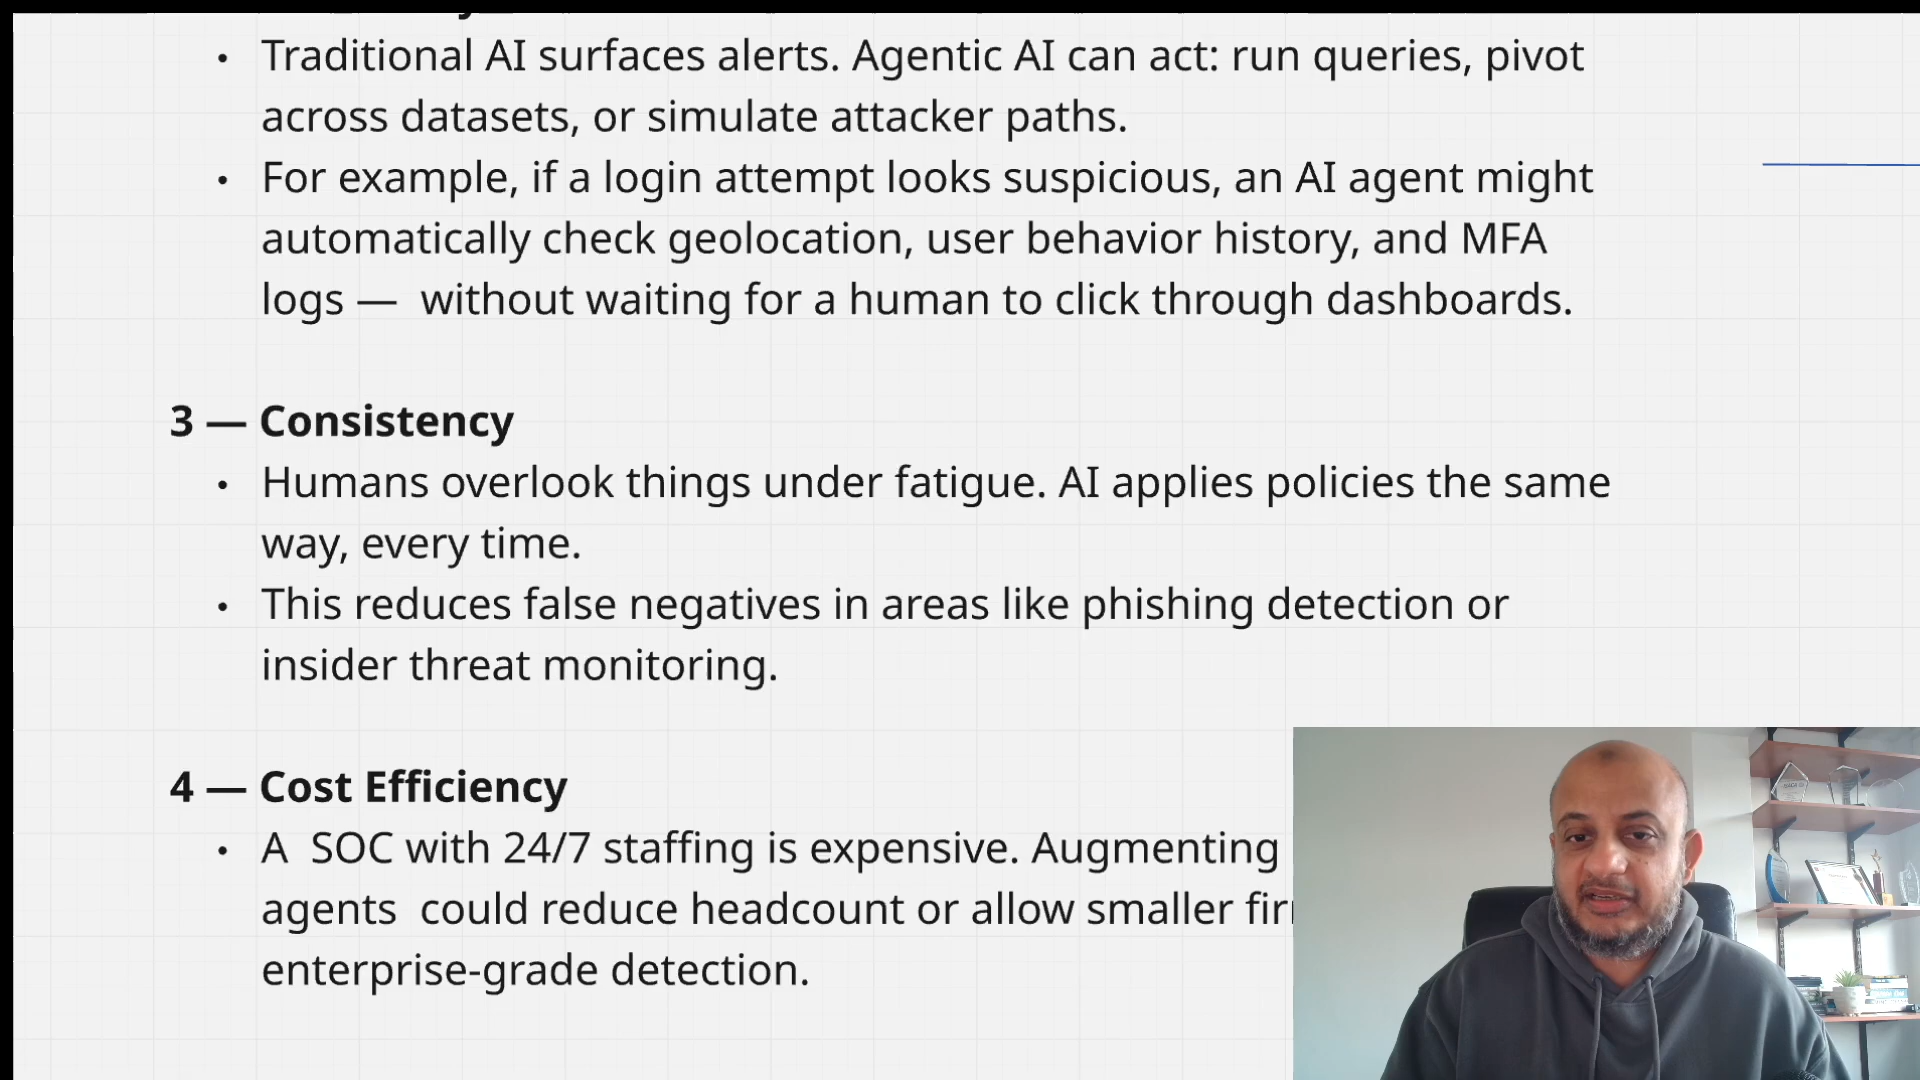 • Traditional AI surfaces alerts. Agentic AI can act: run queries, pivot
across datasets, or simulate attacker paths.
• For example, if a login attempt looks suspicious, an AI agent might
automatically check geolocation, user behavior history, and MFA
logs —  without waiting for a human to click through dashboards.
3 — Consistency
• Humans overlook things under fatigue. AI applies policies the same
way, every time.
• This reduces false negatives in areas like phishing detection or
insider threat monitoring.
4 — Cost Efficiency
• A  SOC with 24/7 staffing is expensive. Augmenting
agents  could reduce headcount or allow smaller
enterprise-grade detection.